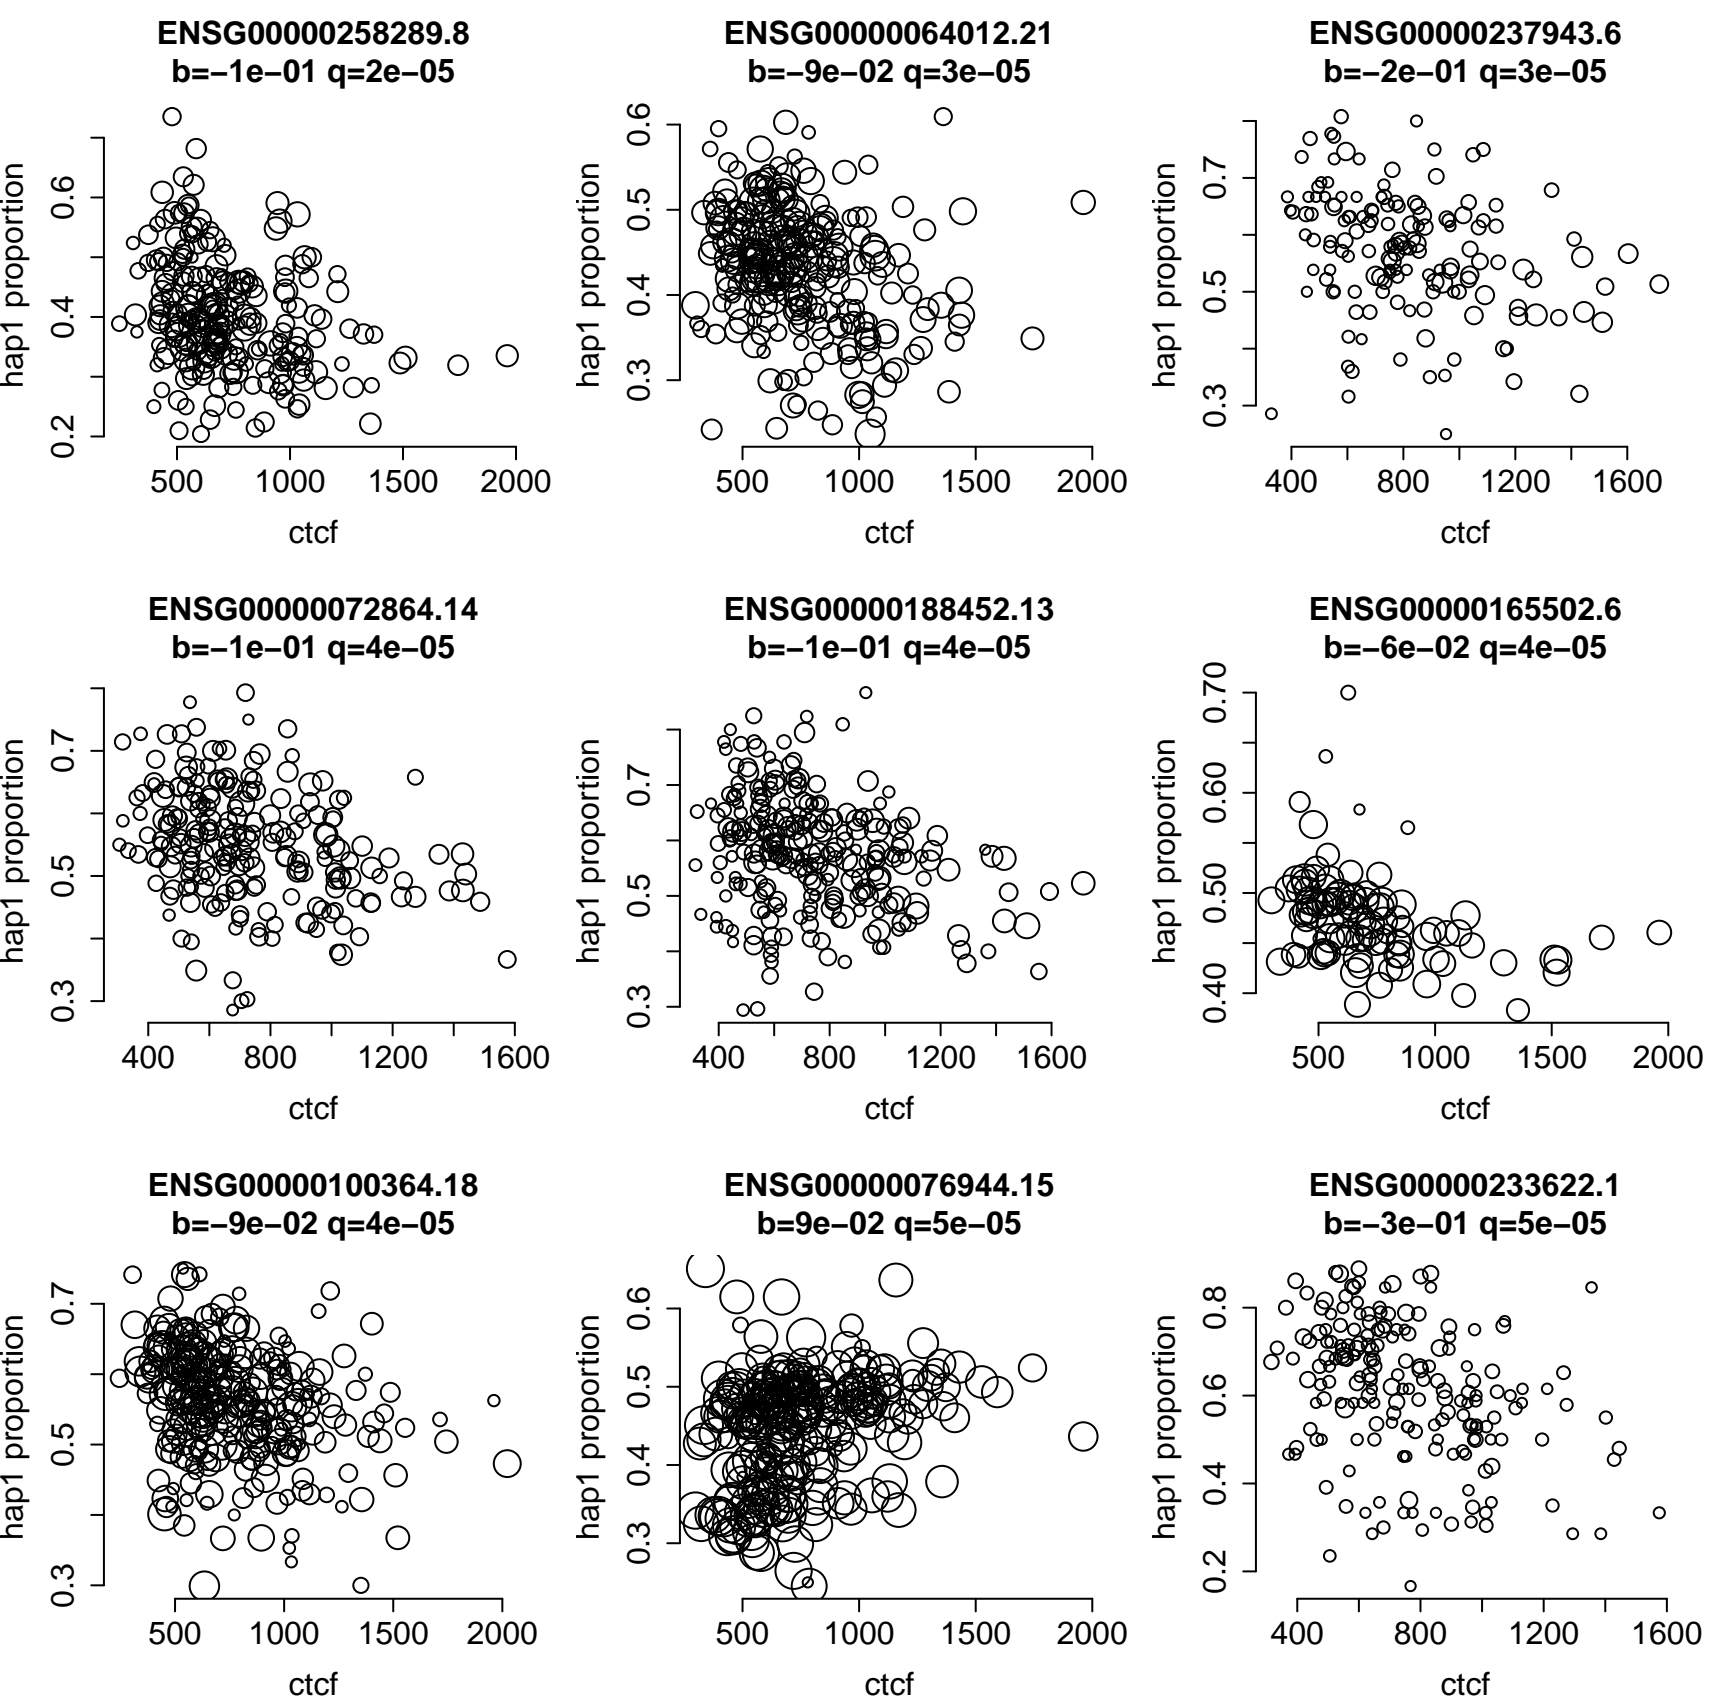 ENSG00000258289.8
b=−1e−01 q=2e−05
hap1 proportion
0.2 0.4 0.6
500 1000 1500 2000
ctcf
ENSG00000064012.21
b=−9e−02 q=3e−05
hap1 proportion
0.3 0.4 0.5 0.6
500 1000 1500 2000
ctcf
ENSG00000237943.6
b=−2e−01 q=3e−05
hap1 proportion
0.3 0.5 0.7
400 800 1200 1600
ctcf
ENSG00000072864.14
b=−1e−01 q=4e−05
hap1 proportion
0.3 0.5 0.7
400 800 1200 1600
ctcf
ENSG00000188452.13
b=−1e−01 q=4e−05
hap1 proportion
0.3 0.5 0.7
400 800 1200 1600
ctcf
ENSG00000165502.6
b=−6e−02 q=4e−05
hap1 proportion
0.40 0.50 0.60 0.70
500 1000 1500 2000
ctcf
ENSG00000100364.18
b=−9e−02 q=4e−05
hap1 proportion
0.3 0.5 0.7
500 1000 1500 2000
ctcf
ENSG00000076944.15
b=9e−02 q=5e−05
hap1 proportion
0.3 0.4 0.5 0.6
500 1000 1500 2000
ctcf
ENSG00000233622.1
b=−3e−01 q=5e−05
hap1 proportion
0.2 0.4 0.6 0.8
400 800 1200 1600
ctcf